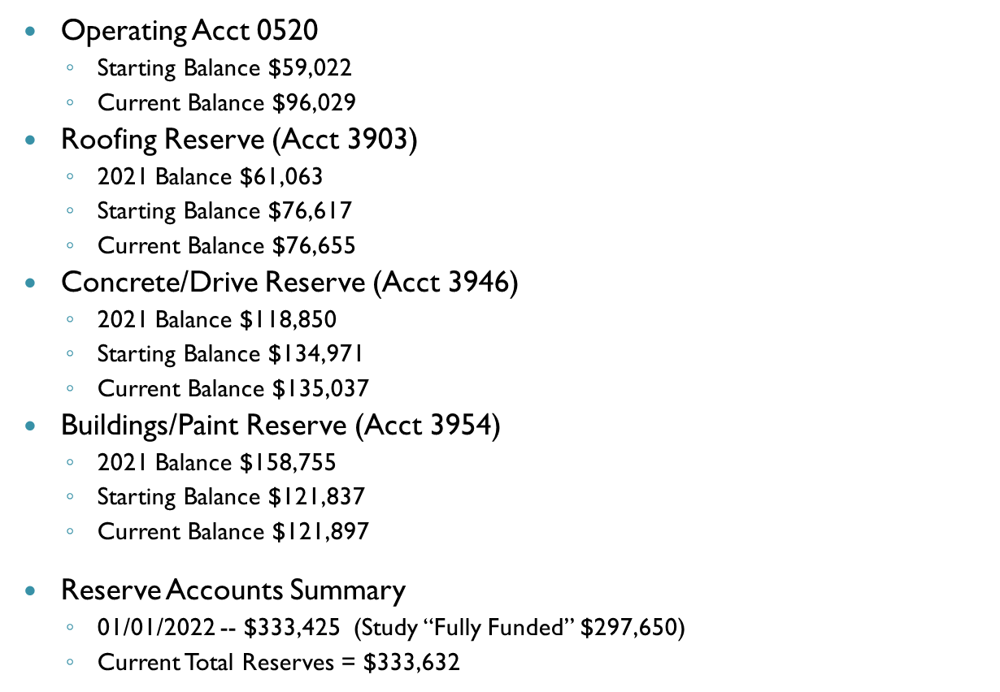 Operating Acct 0520
Starting Balance $59,022
Current Balance $96,029
Roofing Reserve (Acct 3903)
2021 Balance $61,063
Starting Balance $76,617
Current Balance $76,655
Concrete/Drive Reserve (Acct 3946)
2021 Balance $118,850
Starting Balance $134,971
Current Balance $135,037
Buildings/Paint Reserve (Acct 3954)
2021 Balance $158,755
Starting Balance $121,837
Current Balance $121,897
Reserve Accounts Summary
01/01/2022 -- $333,425 (Study “Fully Funded” $297,650)
Current Total Reserves = $333,632